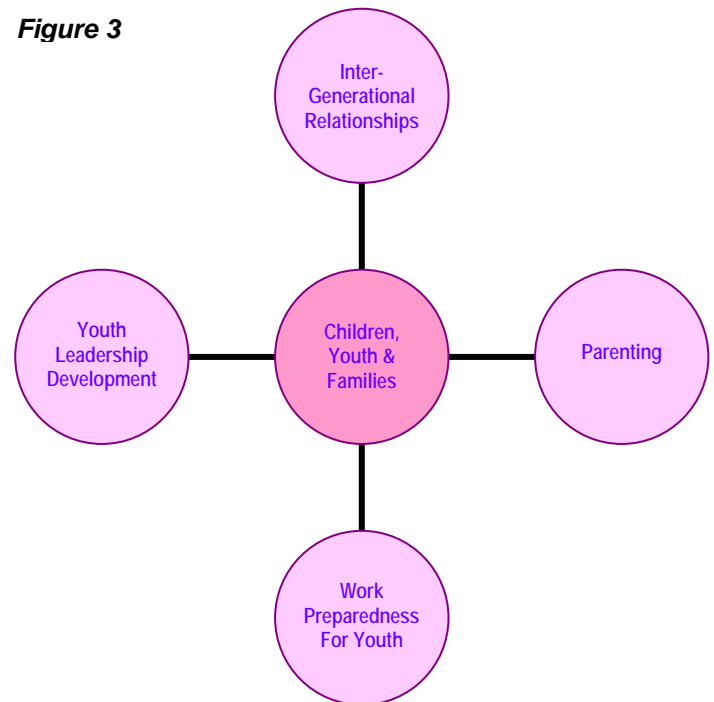 Figure 3
Inter-
Generational
Relationships
Youth
Leadership
Development
Children,
Youth &
Families
Parenting
Work
Preparedness
For Youth